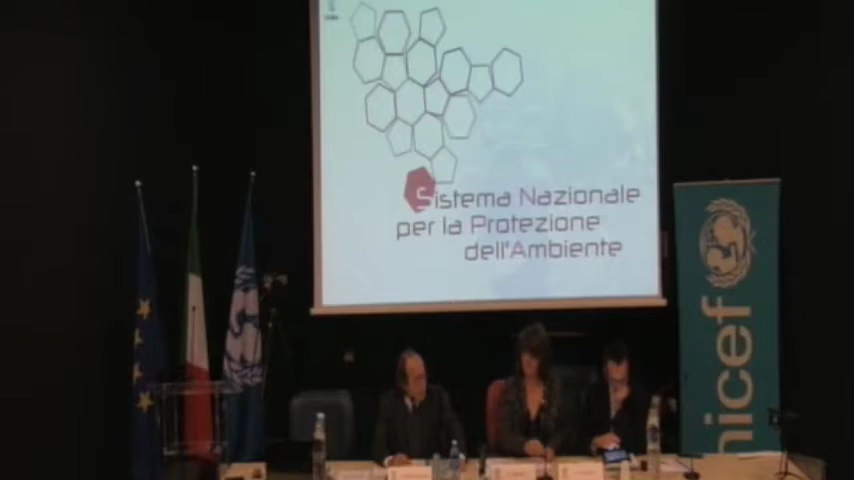 Sistema Nazionale
per la Protezione
dell'Ambiente
unicef